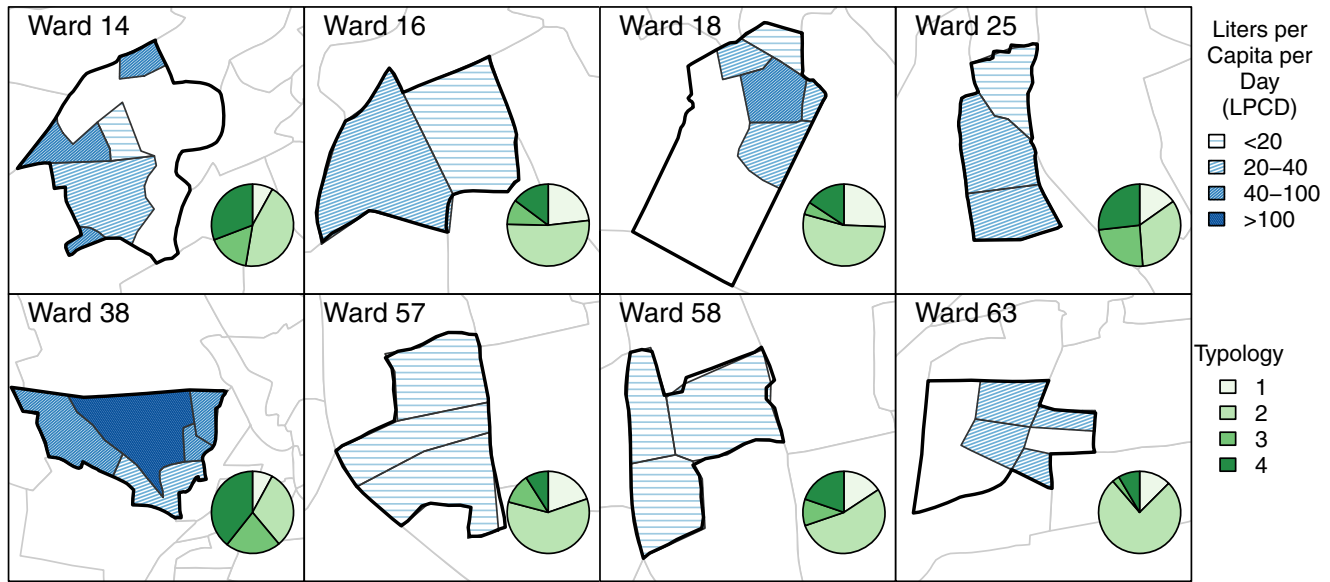 Ward 14
Ward 16
Ward 18
Ward 25
Liters per
Capita per
Day
(LPCD)
<20
20–40
40–100
>100
Ward 38
Ward 57
Ward 58
Ward 63
Typology
1
2
3
4